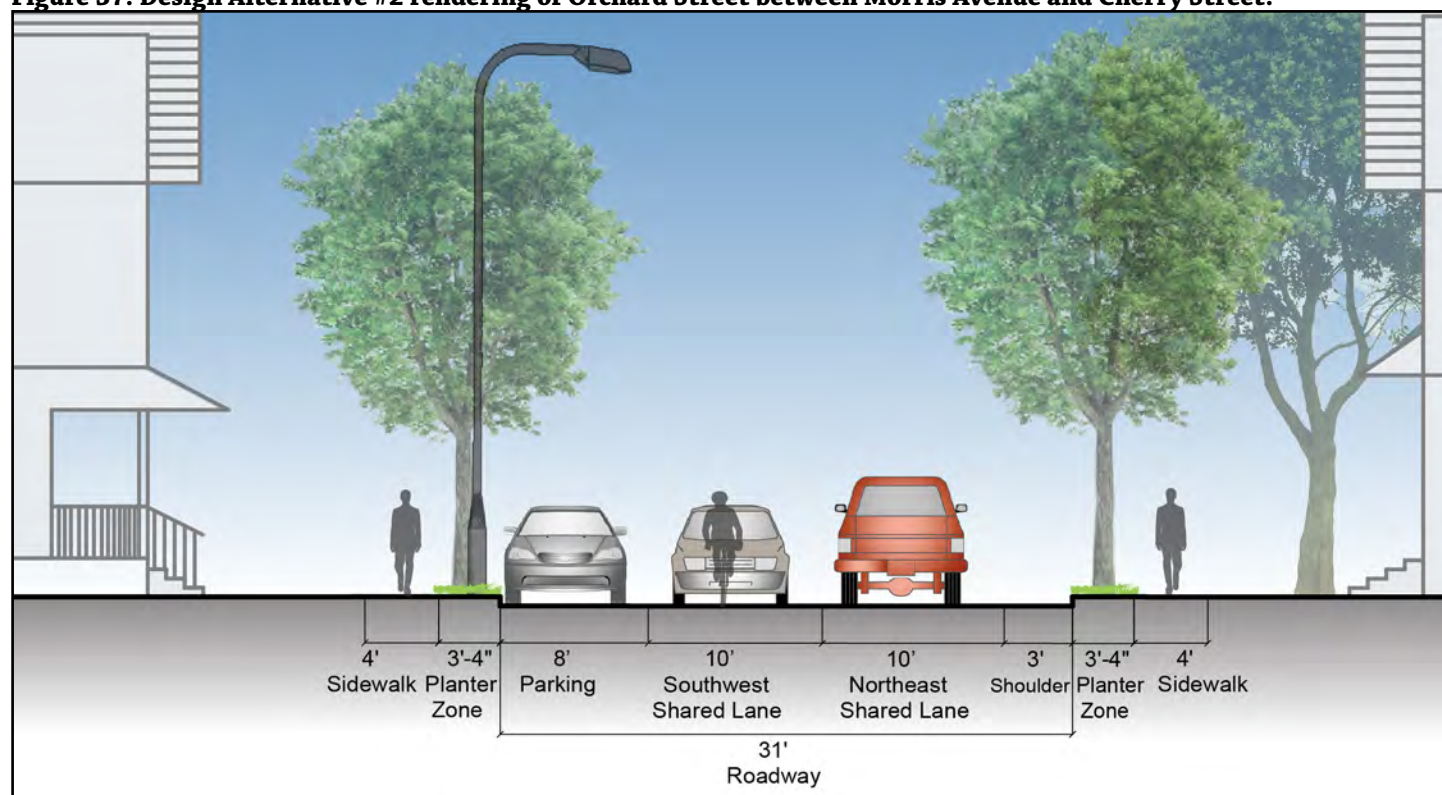 Figure 37: Design Alternative #2 rendering of Orchard Street between Morris Avenue and Cherry Street.
4' 3'-4" 8' 10' 10' 3' 3'-4" 4'
Sidewalk Planter Zone Parking Southwest Shared Lane Northeast Shared Lane Shoulder Planter Zone Sidewalk
31'
Roadway